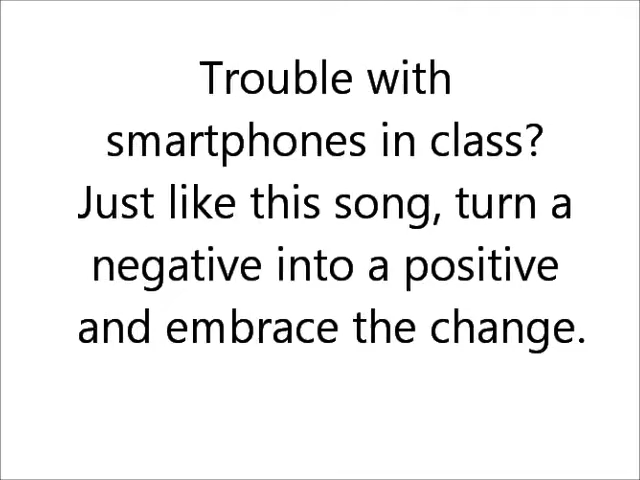 Trouble with
smartphones in class?
Just like this song, turn a
negative into a positive
and embrace the change.